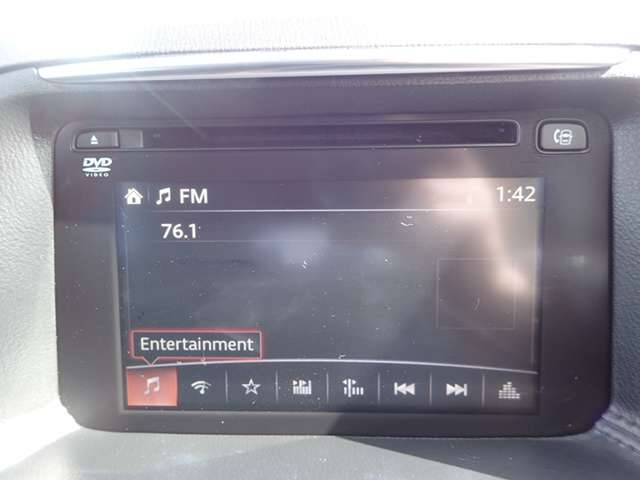 DVD
VIDEO
FM
1:42
76.1
Entertainment